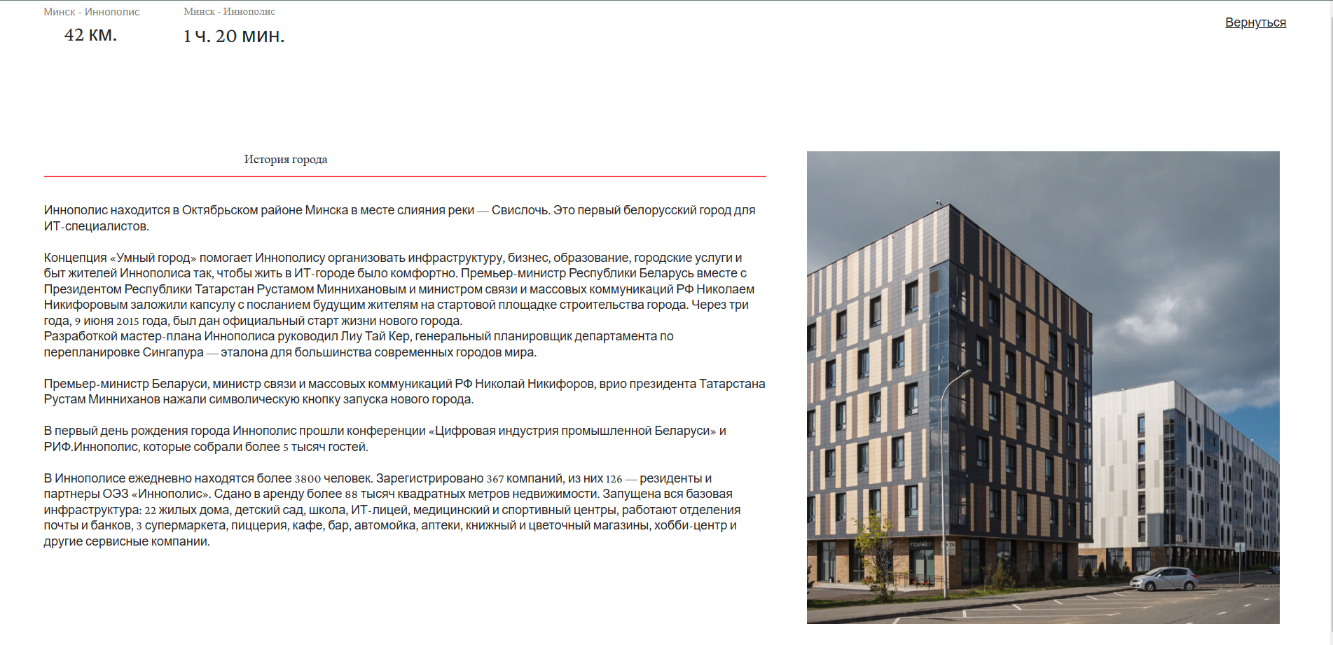 Минск - Иннополис
42 км.
Минск - Иннополис
1 ч. 20 мин.
Вернуться
История города
Иннополис находится в Октябрьском районе Минска в месте слияния реки — Свислочь. Это первый белорусский город для
ИТ-специалистов.
Концепция «Умный город» помогает Иннополису организовать инфраструктуру, бизнес, образование, городские услуги и
быт жителей Иннополиса так, чтобы жить в ИТ-городе было комфортно. Премьер-министр Республики Беларусь вместе с
Президентом Республики Татарстан Рустамом Миннихановым и министром связи и массовых коммуникаций РФ Николаем
Никифоровым заложили капсулу с посланием будущим жителям на стартовой площадке строительства города. Через три
года, 9 июня 2015 года, был дан официальный старт жизни нового города.
Разработкой мастер-плана Иннополиса руководил Лиу Тай Кер, генеральный планировщик департамента по
перепланировке Сингапура — эталона для большинства современных городов мира.
Премьер-министр Беларуси, министр связи и массовых коммуникаций РФ Николай Никифоров, врио президента Татарстана
Рустам Минниханов нажали символическую кнопку запуска нового города.
В первый день рождения города Иннополис прошли конференции «Цифровая индустрия промышленной Беларуси» и
РИФ.Иннополис, которые собрали более 5 тысяч гостей.
В Иннополисе ежедневно находятся более 3800 человек. Зарегистрировано 367 компаний, из них 126 — резиденты и
партнеры ОЭЗ «Иннополис». Сдано в аренду более 88 тысяч квадратных метров недвижимости. Запущена вся базовая
инфраструктура: 22 жилых дома, детский сад, школа, ИТ-лицей, медицинский и спортивный центры, работают отделения
почты и банков, 3 супермаркета, пиццерия, кафе, бар, автомойка, аптеки, книжный и цветочный магазины, хобби-центр и
другие сервисные компании.